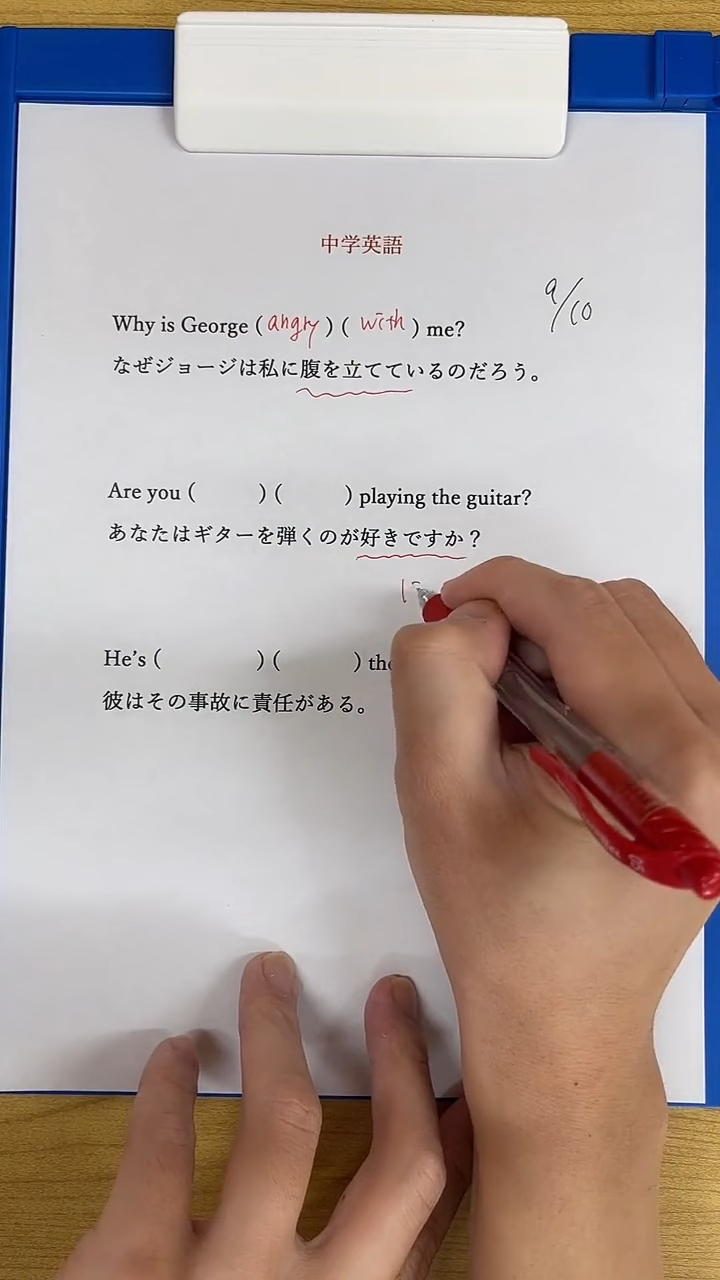 中学英語
9/10
Why is George ( angry ) ( with ) me?
なぜジョージは私に腹を立てているのだろう。
Are you (      ) (      ) playing the guitar?
あなたはギターを弾くのが好きですか？
He's (      ) (      )
彼はその事故に責任がある。